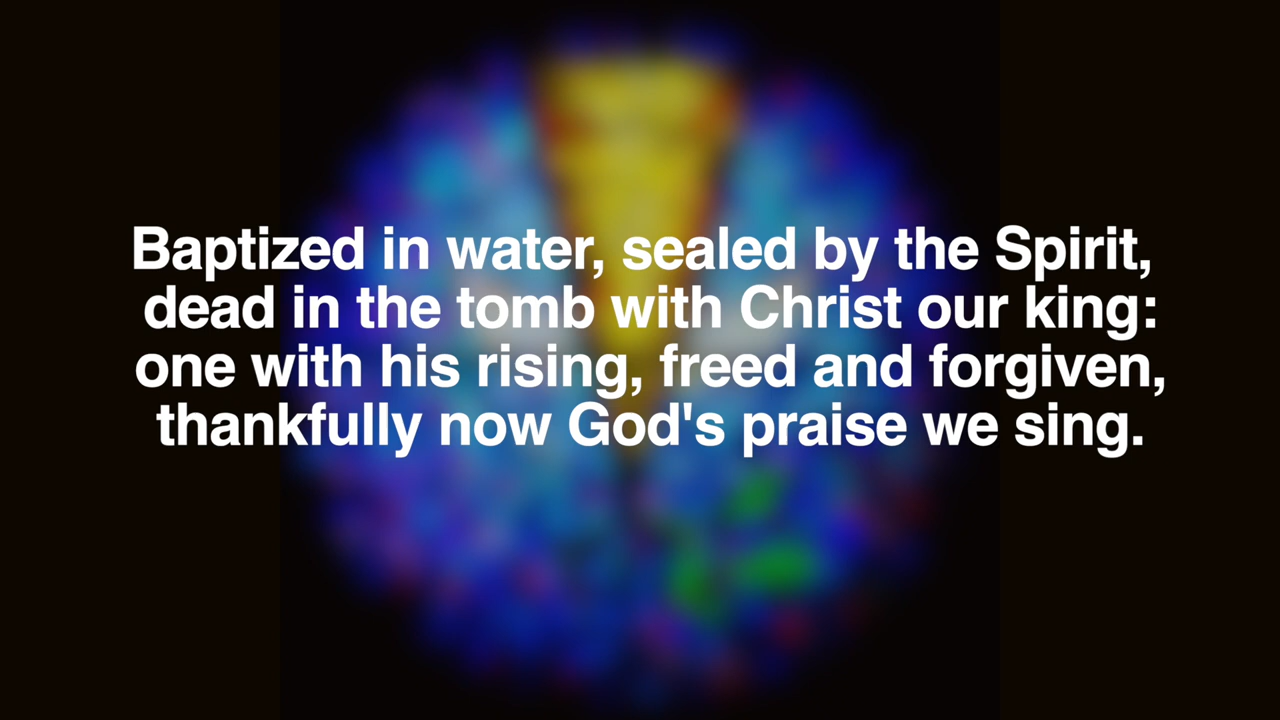 Baptized in water, sealed by the Spirit,
dead in the tomb with Christ our king:
one with his rising, freed and forgiven,
thankfully now God's praise we sing.